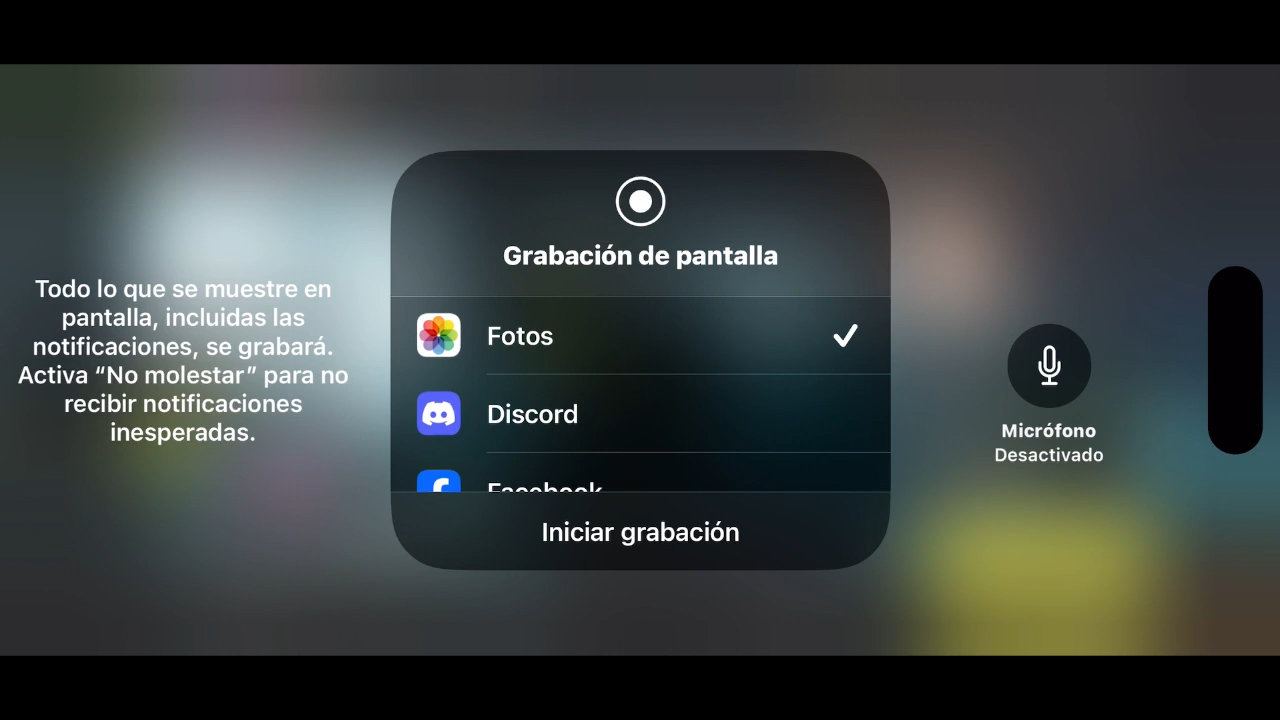 Todo lo que se muestre en
pantalla, incluidas las
notificaciones, se grabará.
Activa “No molestar” para no
recibir notificaciones
inesperadas.
Grabación de pantalla
Fotos
Discord
Facebook
Iniciar grabación
Micrófono
Desactivado